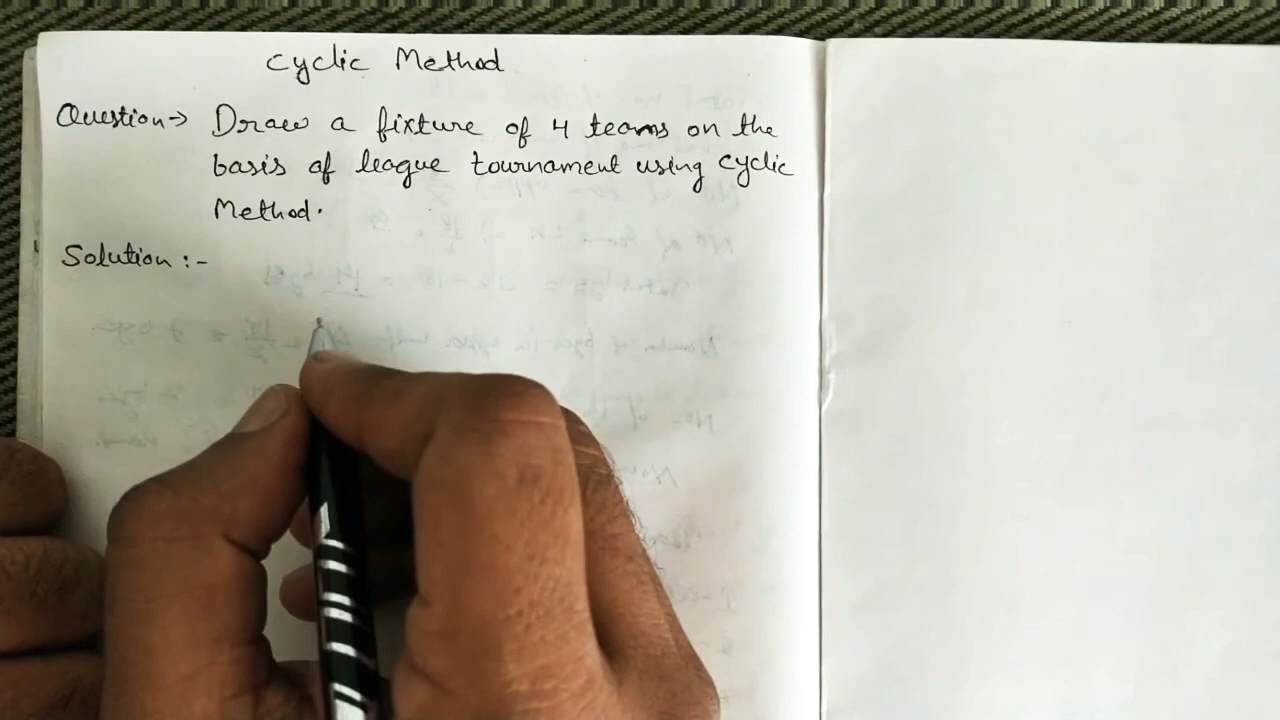 Cyclic Method
Question→ Draw a fixture of 4 teams on the
basis of league tournament using cyclic
Method.
Solution :-